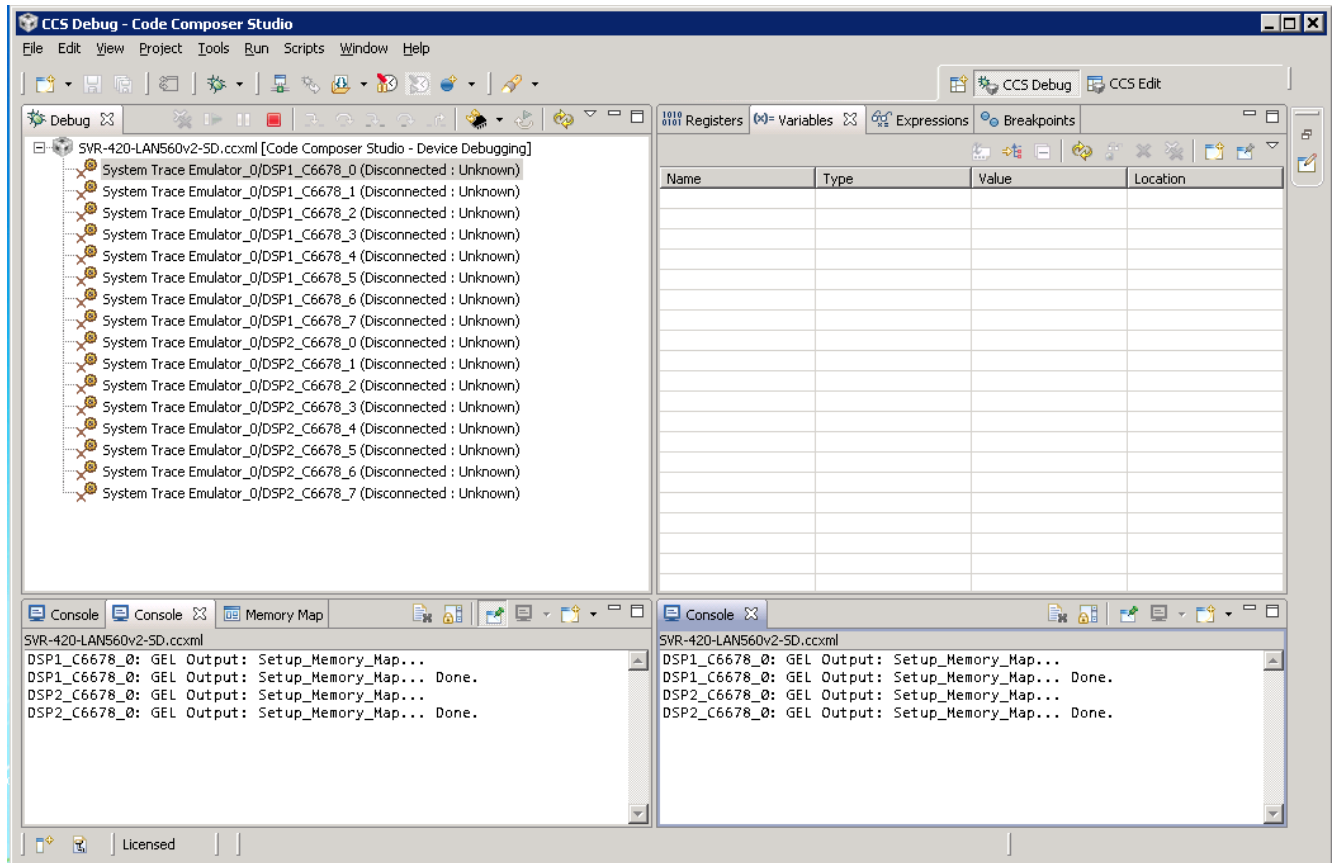 CCS Debug - Code Composer Studio
File Edit View Project Tools Run Scripts Window Help
CCS Debug CCS Edit
Debug
SVR-420-LAN560v2-SD.ccxml [Code Composer Studio - Device Debugging]
System Trace Emulator_0/DSP1_C6678_0 (Disconnected : Unknown)
System Trace Emulator_0/DSP1_C6678_1 (Disconnected : Unknown)
System Trace Emulator_0/DSP1_C6678_2 (Disconnected : Unknown)
System Trace Emulator_0/DSP1_C6678_3 (Disconnected : Unknown)
System Trace Emulator_0/DSP1_C6678_4 (Disconnected : Unknown)
System Trace Emulator_0/DSP1_C6678_5 (Disconnected : Unknown)
System Trace Emulator_0/DSP1_C6678_6 (Disconnected : Unknown)
System Trace Emulator_0/DSP1_C6678_7 (Disconnected : Unknown)
System Trace Emulator_0/DSP2_C6678_0 (Disconnected : Unknown)
System Trace Emulator_0/DSP2_C6678_1 (Disconnected : Unknown)
System Trace Emulator_0/DSP2_C6678_2 (Disconnected : Unknown)
System Trace Emulator_0/DSP2_C6678_3 (Disconnected : Unknown)
System Trace Emulator_0/DSP2_C6678_4 (Disconnected : Unknown)
System Trace Emulator_0/DSP2_C6678_5 (Disconnected : Unknown)
System Trace Emulator_0/DSP2_C6678_6 (Disconnected : Unknown)
System Trace Emulator_0/DSP2_C6678_7 (Disconnected : Unknown)
1010 0101 Registers (x)= Variables Expressions Breakpoints
Name Type Value Location
Console Console Memory Map
SVR-420-LAN560v2-SD.ccxml
DSP1_C6678_0: GEL Output: Setup_Memory_Map...
DSP1_C6678_0: GEL Output: Setup_Memory_Map... Done.
DSP2_C6678_0: GEL Output: Setup_Memory_Map...
DSP2_C6678_0: GEL Output: Setup_Memory_Map... Done.
Console
SVR-420-LAN560v2-SD.ccxml
DSP1_C6678_0: GEL Output: Setup_Memory_Map...
DSP1_C6678_0: GEL Output: Setup_Memory_Map... Done.
DSP2_C6678_0: GEL Output: Setup_Memory_Map...
DSP2_C6678_0: GEL Output: Setup_Memory_Map... Done.
Licensed